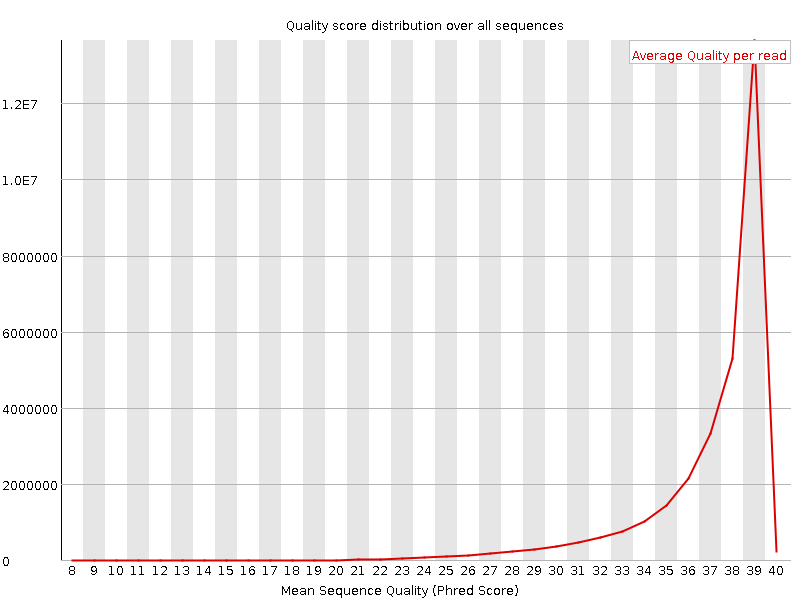 Quality score distribution over all sequences
Average Quality per read
1.2E7
1.0E7
8000000
6000000
4000000
2000000
0
8 9 10 11 12 13 14 15 16 17 18 19 20 21 22 23 24 25 26 27 28 29 30 31 32 33 34 35 36 37 38 39 40
Mean Sequence Quality (Phred Score)